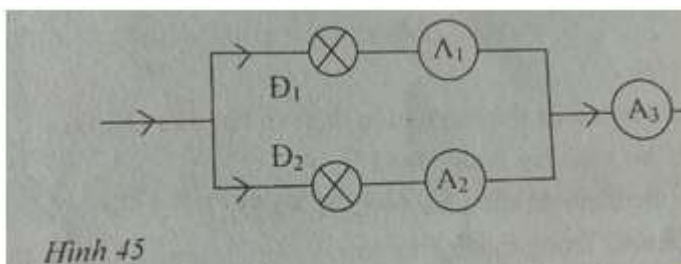 A₁
Đ₁
A₃
Đ₂
A₂
Hình 45